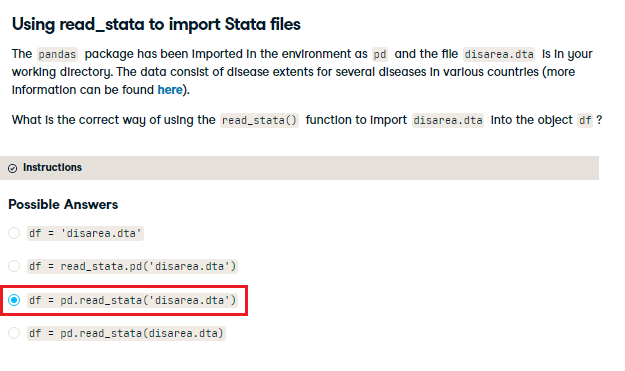 Using read_stata to import Stata files
The pandas package has been imported in the environment as pd and the file disarea.dta is in your
working directory. The data consist of disease extents for several diseases in various countries (more
information can be found here).
What is the correct way of using the read_stata() function to import disarea.dta into the object df ?
Instructions
Possible Answers
df = 'disarea.dta'
df = read_stata.pd('disarea.dta')
df = pd.read_stata('disarea.dta')
df = pd.read_stata(disarea.dta)